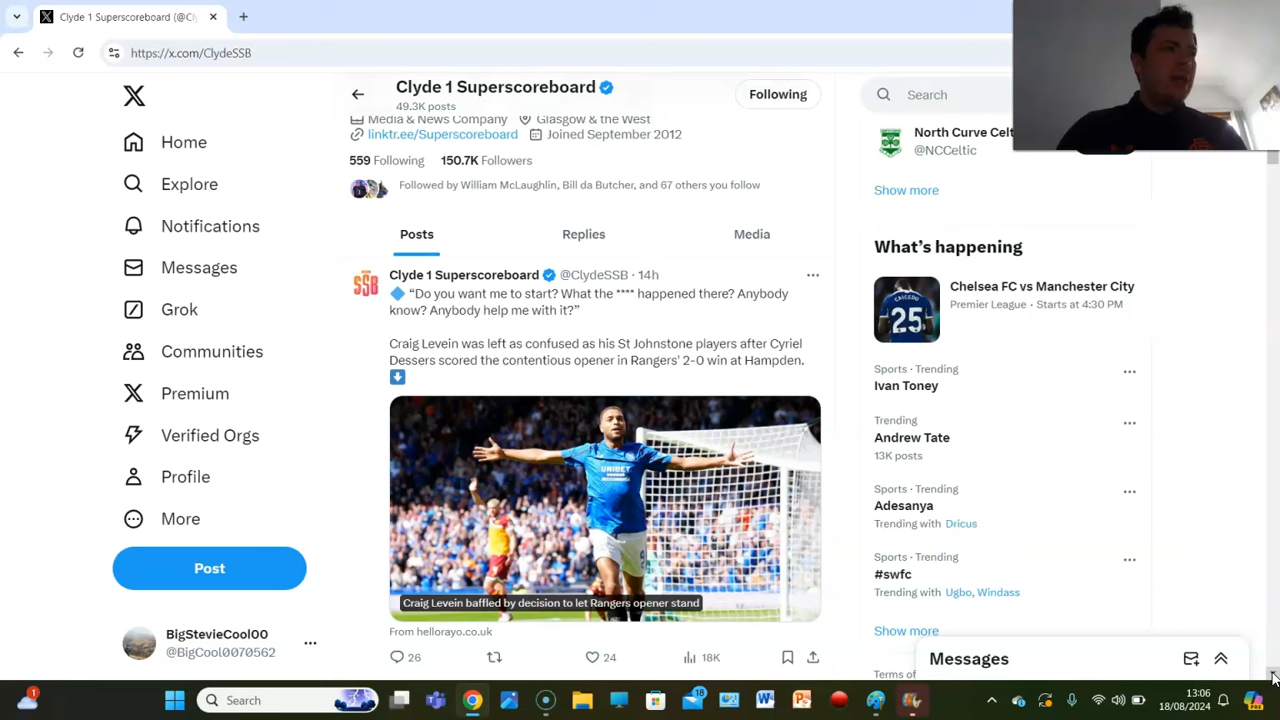 Clyde 1 Superscoreboard (@Cl
https://x.com/ClydeSSB
Home
Explore
Notifications
Messages
Grok
Communities
Premium
Verified Orgs
Profile
More
Post
BigStevieCool00
@BigCool0070562
Clyde 1 Superscoreboard
49.3K posts
Following
Media & News Company
Glasgow & the West
linktr.ee/Superscoreboard
Joined September 2012
559 Following 150.7K Followers
Followed by William McLaughlin, Bill da Butcher, and 67 others you follow
Posts
Replies
Media
Clyde 1 Superscoreboard @ClydeSSB · 14h
“Do you want me to start? What the **** happened there? Anybody
know? Anybody help me with it?”
Craig Levein was left as confused as his St Johnstone players after Cyriel
Dessers scored the contentious opener in Rangers' 2-0 win at Hampden.
UNIBET
Craig Levein baffled by decision to let Rangers opener stand
From hellorayo.co.uk
26
24
18K
Search
North Curve Celt
@NCCeltic
Show more
What’s happening
25
Chelsea FC vs Manchester City
Premier League · Starts at 4:30 PM
Sports · Trending
Ivan Toney
Trending
Andrew Tate
13K posts
Sports · Trending
Adesanya
Trending with Dricus
Sports · Trending
#swfc
Trending with Ugbo, Windass
Show more
Terms of
Messages
1
Search
18
13:06
18/08/2024